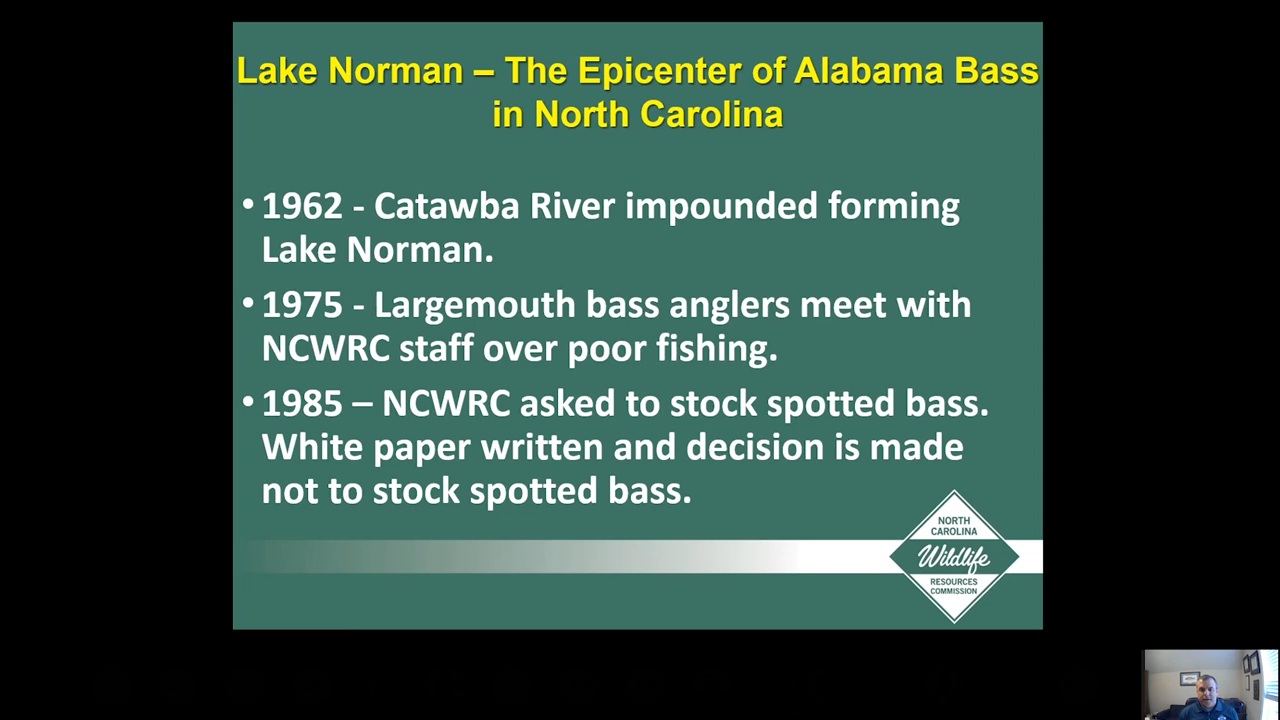 Lake Norman – The Epicenter of Alabama Bass
in North Carolina
• 1962 - Catawba River impounded forming
Lake Norman.
• 1975 - Largemouth bass anglers meet with
NCWRC staff over poor fishing.
• 1985 – NCWRC asked to stock spotted bass.
White paper written and decision is made
not to stock spotted bass.
NORTH
CAROLINA
Wildlife
RESOURCES
COMMISSION